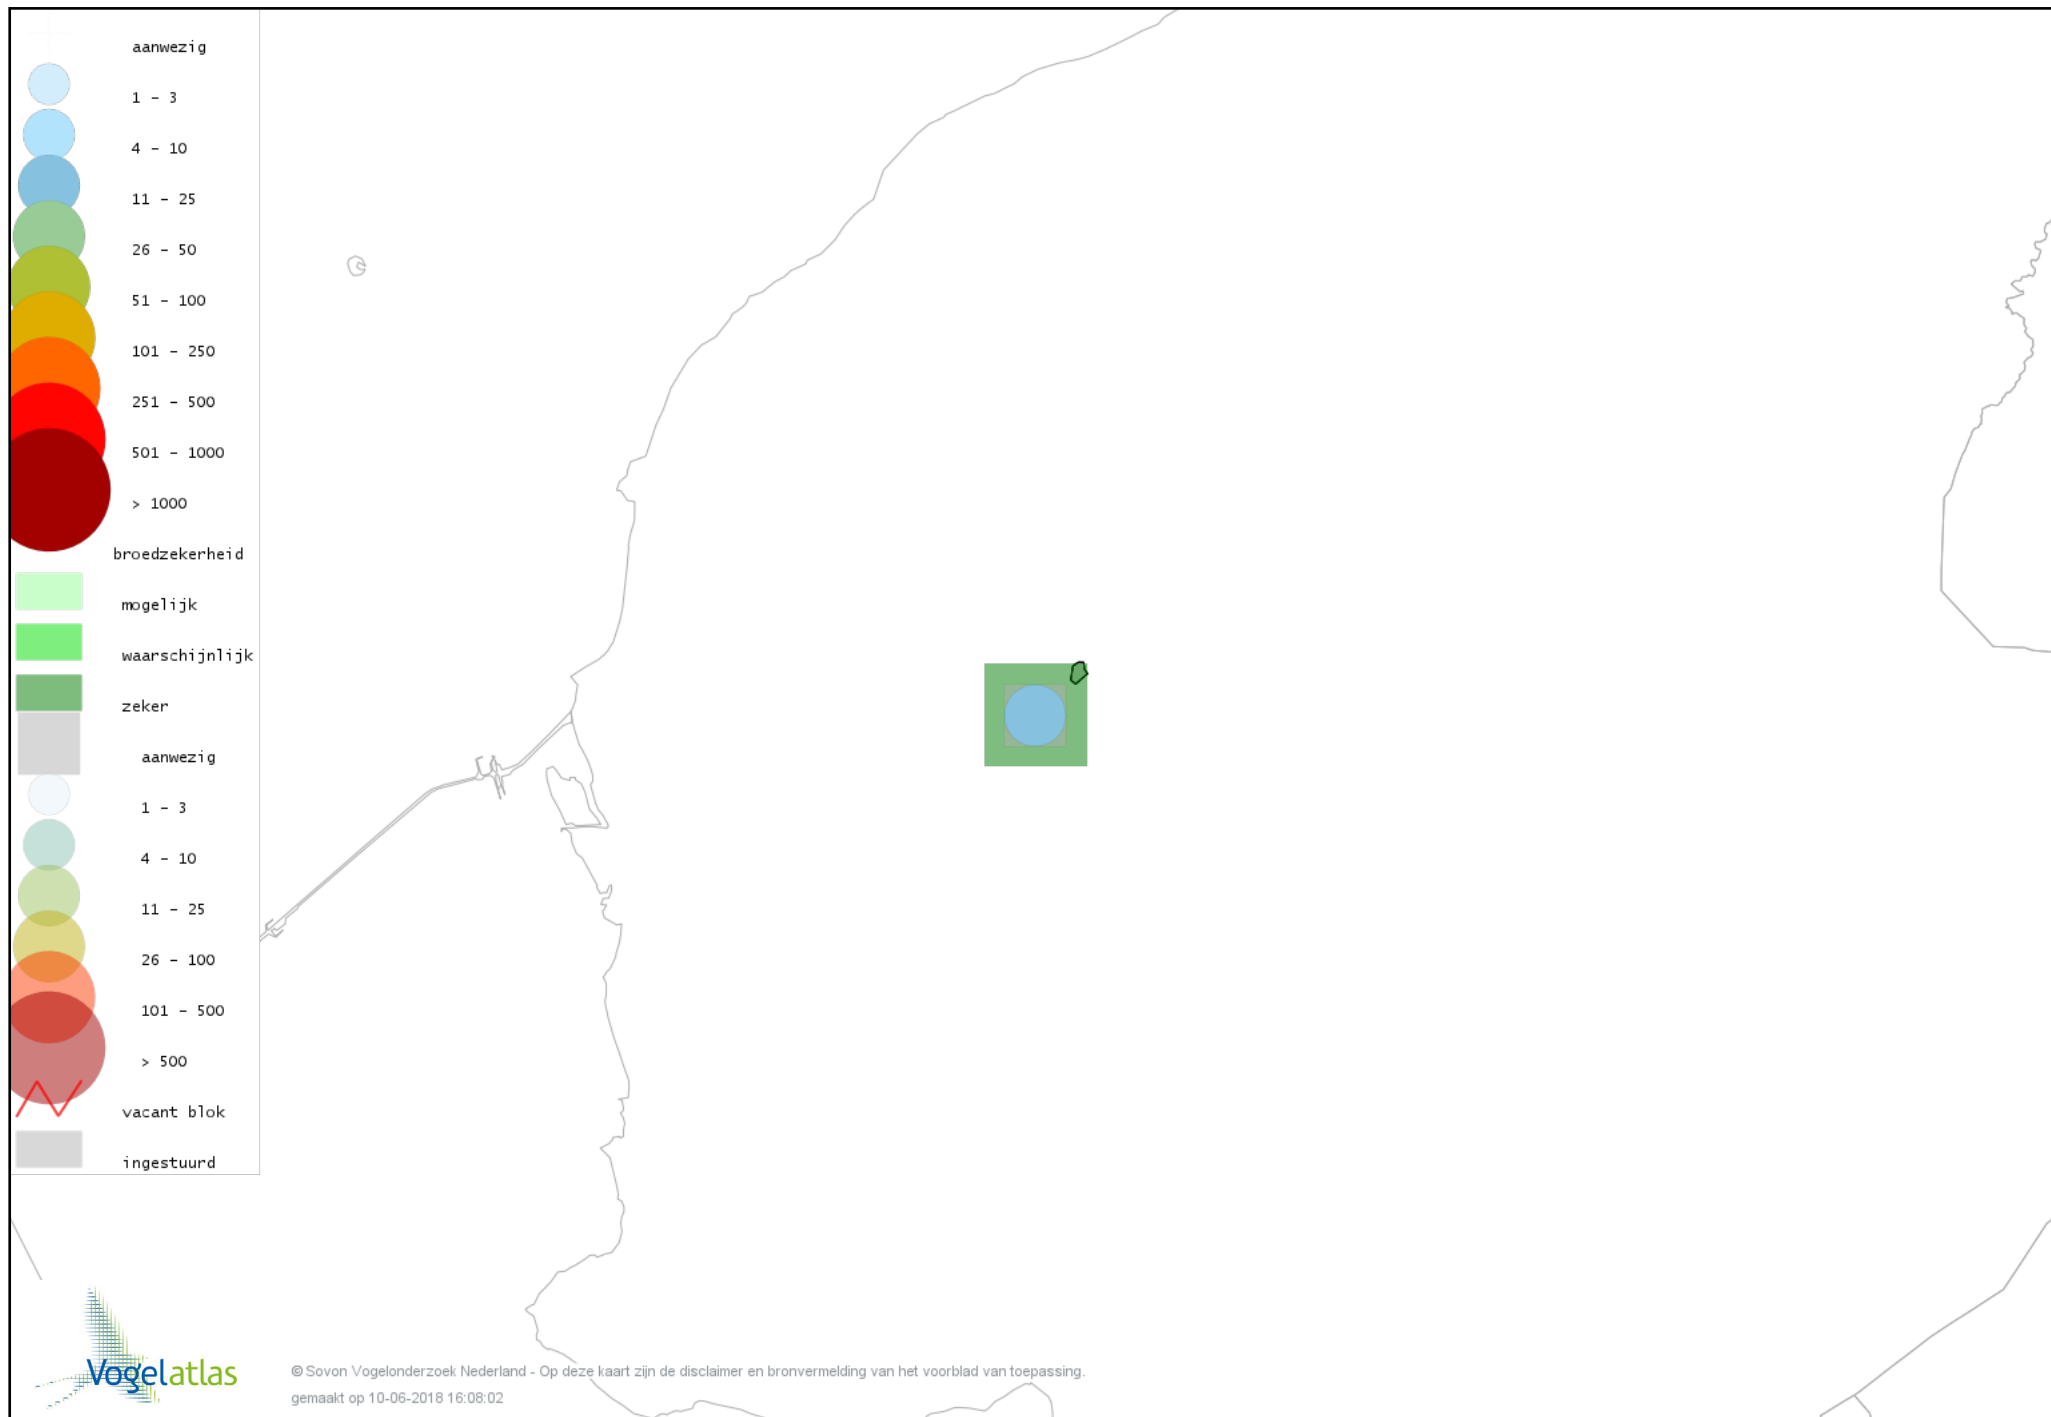 aanwezig
1 - 3
4 - 10
11 - 25
26 - 50
51 - 100
101 - 250
251 - 500
501 - 1000
> 1000
broedzekerheid
mogelijk
waarschijnlijk
zeker
aanwezig
1 - 3
4 - 10
11 - 25
26 - 100
101 - 500
> 500
vacant blok
ingestuurd
Vogelatlas
© Sovon Vogelonderzoek Nederland - Op deze kaart zijn de disclaimer en bronvermelding van het voorblad van toepassing.
gemaakt op 10-06-2018 16:08:02